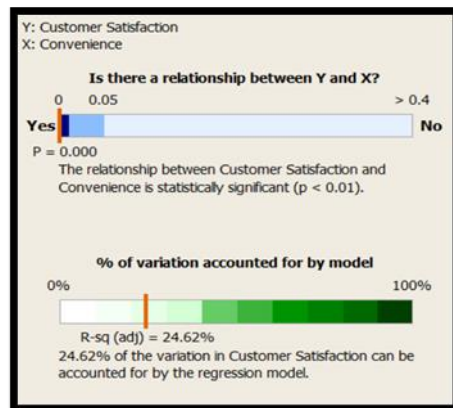 Y: Customer Satisfaction
X: Convenience
Is there a relationship between Y and X?
0 0.05 > 0.4
Yes No
P = 0.000
The relationship between Customer Satisfaction and
Convenience is statistically significant (p < 0.01).
% of variation accounted for by model
0% 100%
R-sq (adj) = 24.62%
24.62% of the variation in Customer Satisfaction can be
accounted for by the regression model.